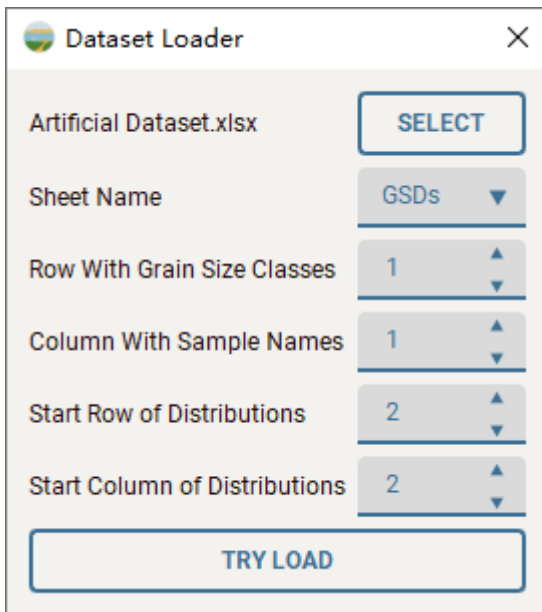 Dataset Loader
Artificial Dataset.xlsx SELECT
Sheet Name GSDs
Row With Grain Size Classes 1
Column With Sample Names 1
Start Row of Distributions 2
Start Column of Distributions 2
TRY LOAD